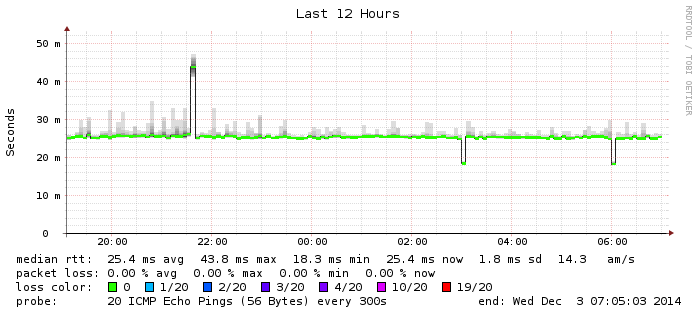 Last 12 Hours
RRDTOOL / TOBI OETIKER
Seconds
50 m
40 m
30 m
20 m
10 m
0
20:00 22:00 00:00 02:00 04:00 06:00
median rtt: 25.4 ms avg 43.8 ms max 18.3 ms min 25.4 ms now 1.8 ms sd 14.3 am/s
packet loss: 0.00 % avg 0.00 % max 0.00 % min 0.00 % now
loss color: 0 1/20 2/20 3/20 4/20 10/20 19/20
probe: 20 ICMP Echo Pings (56 Bytes) every 300s end: Wed Dec 3 07:05:03 2014